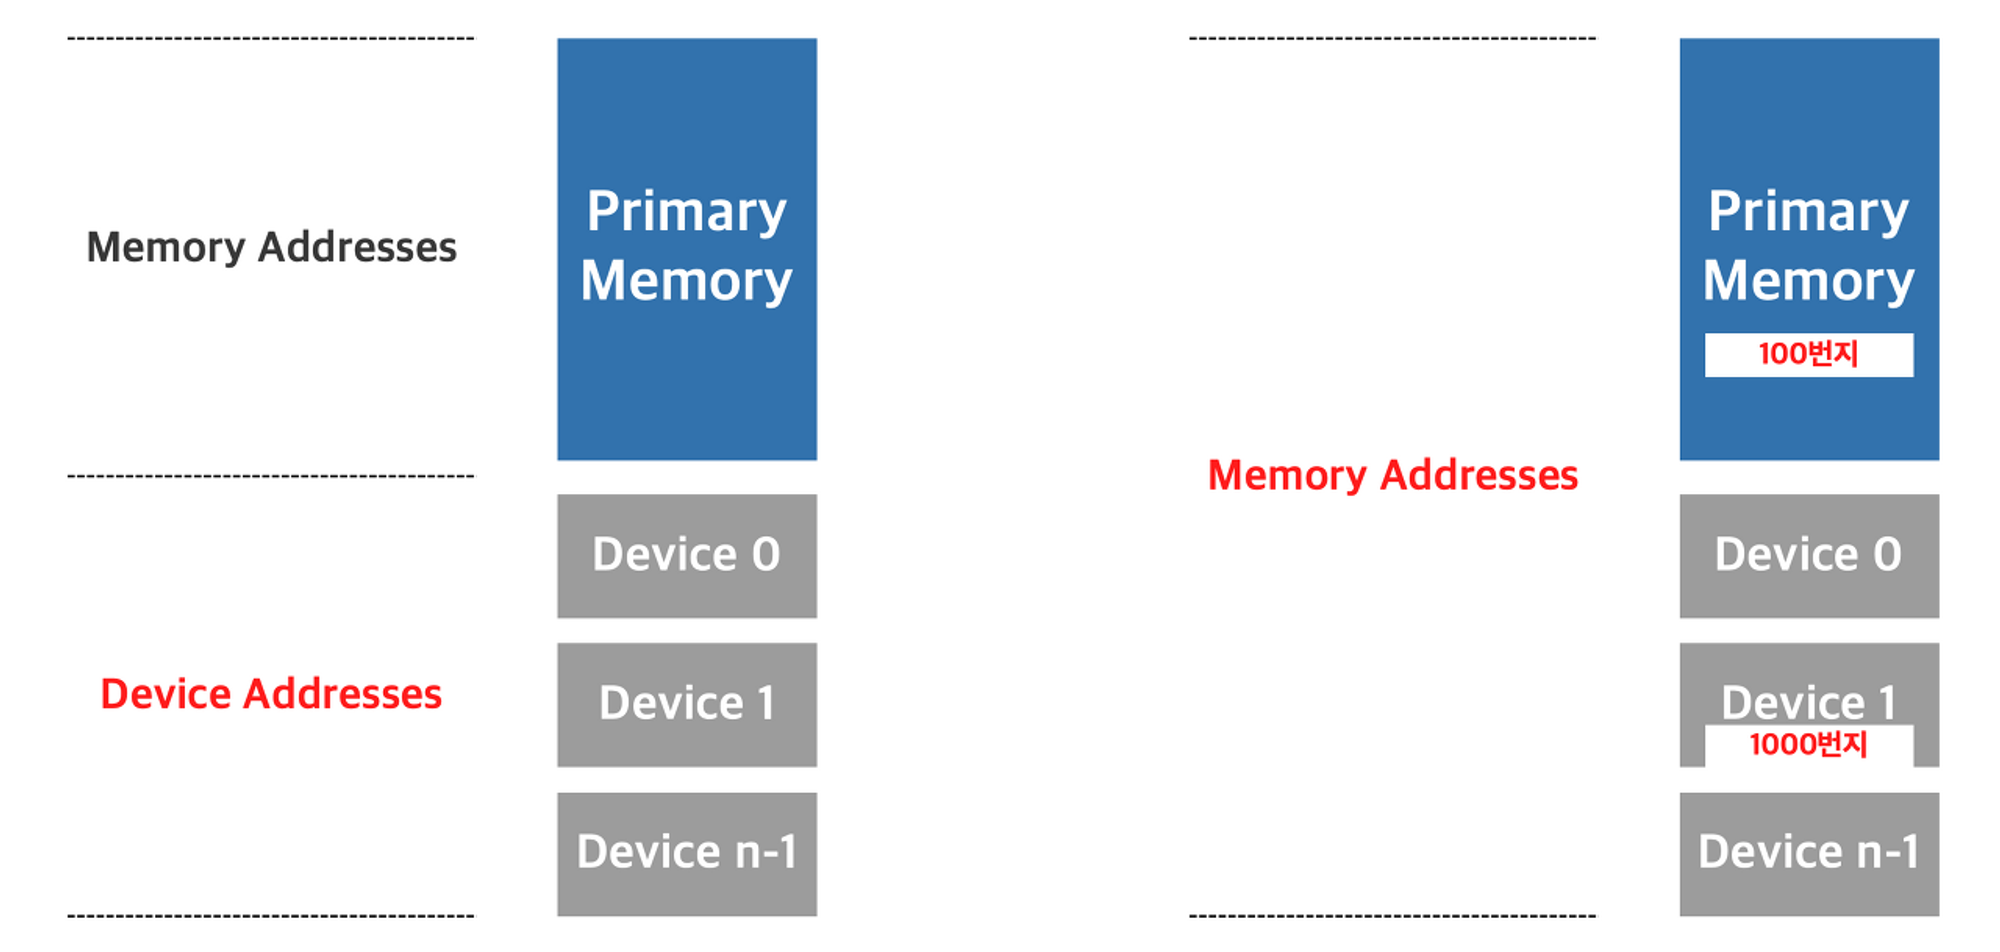 Memory Addresses
Primary
Memory
Device Addresses
Device 0
Device 1
Device n-1
Memory Addresses
Primary
Memory
100번지
Device 0
Device 1
1000번지
Device n-1